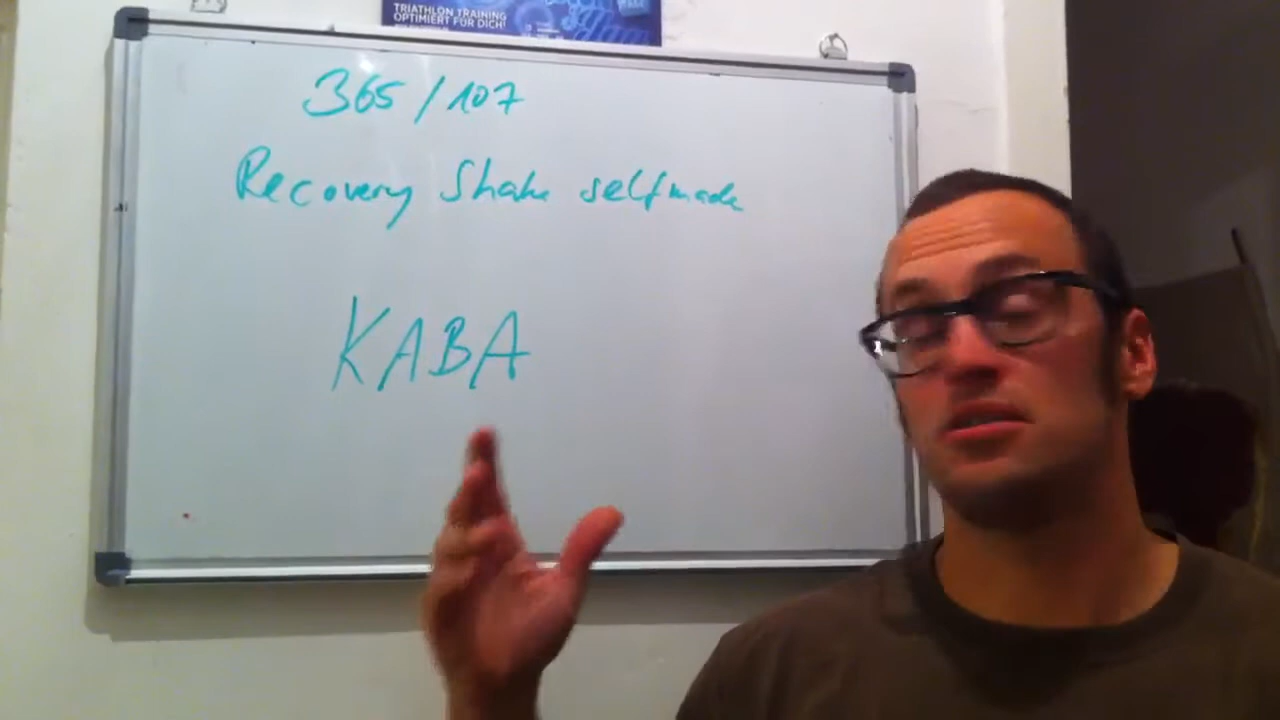 TRIATHLON TRAINING
OPTIMIERT FÜR DICH!
365/107
Recovery Shake selfmade
KABA